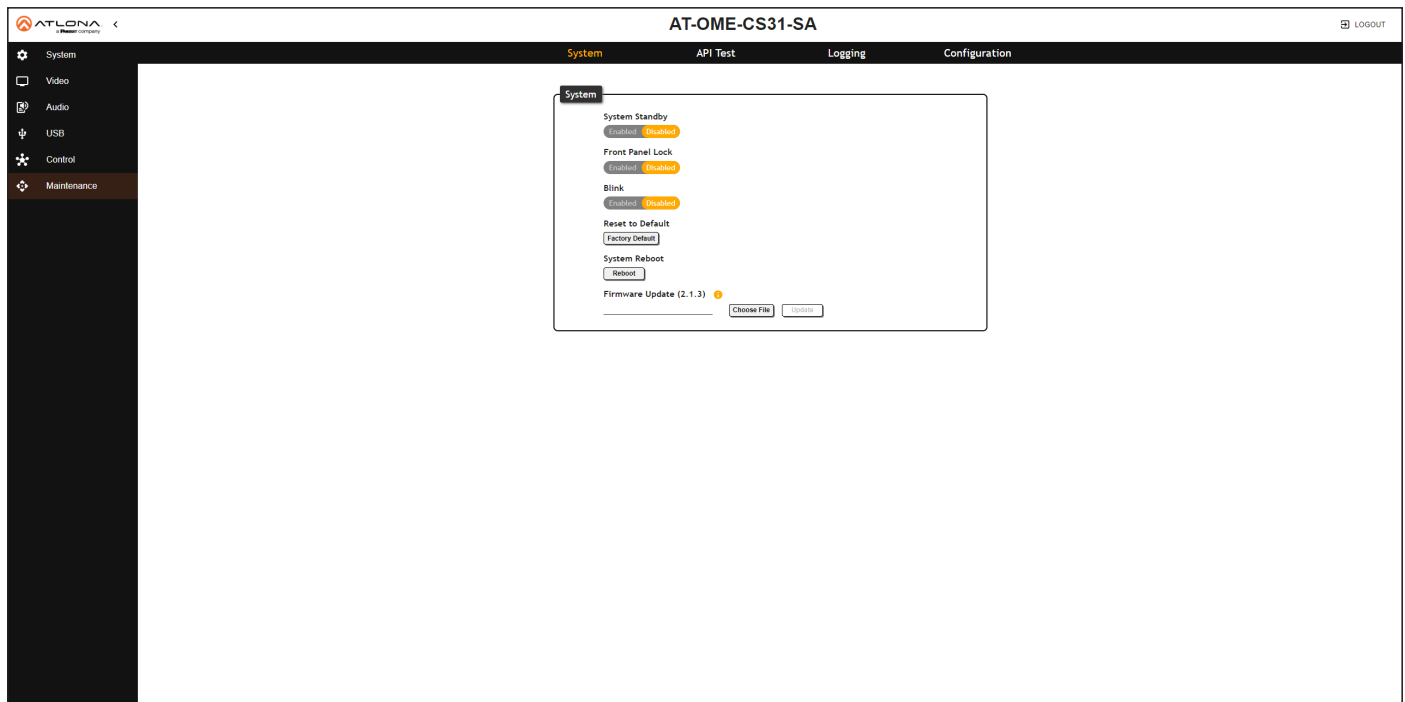 ATLONA
a Panduit company
AT-OME-CS31-SA
LOGOUT
System
Video
Audio
USB
Control
Maintenance
System API Test Logging Configuration
System
System Standby
Enabled Disabled
Front Panel Lock
Enabled Disabled
Blink
Enabled Disabled
Reset to Default
Factory Default
System Reboot
Reboot
Firmware Update (2.1.3)
Choose File Update